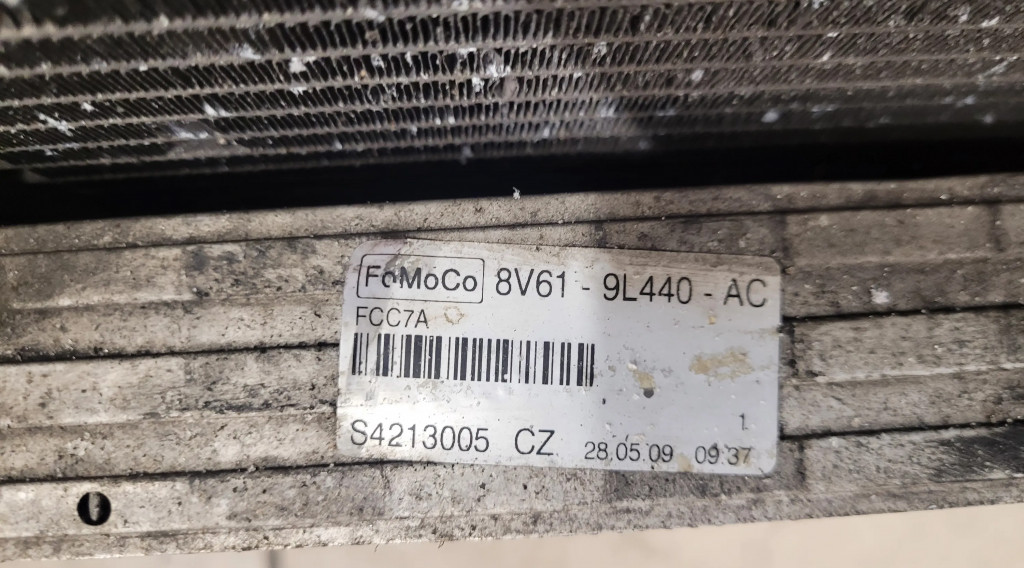 FoMoCo 8V61 - 9L440 - AC
FCC7A
1
S4213005 CZ 28.05.09 09:37